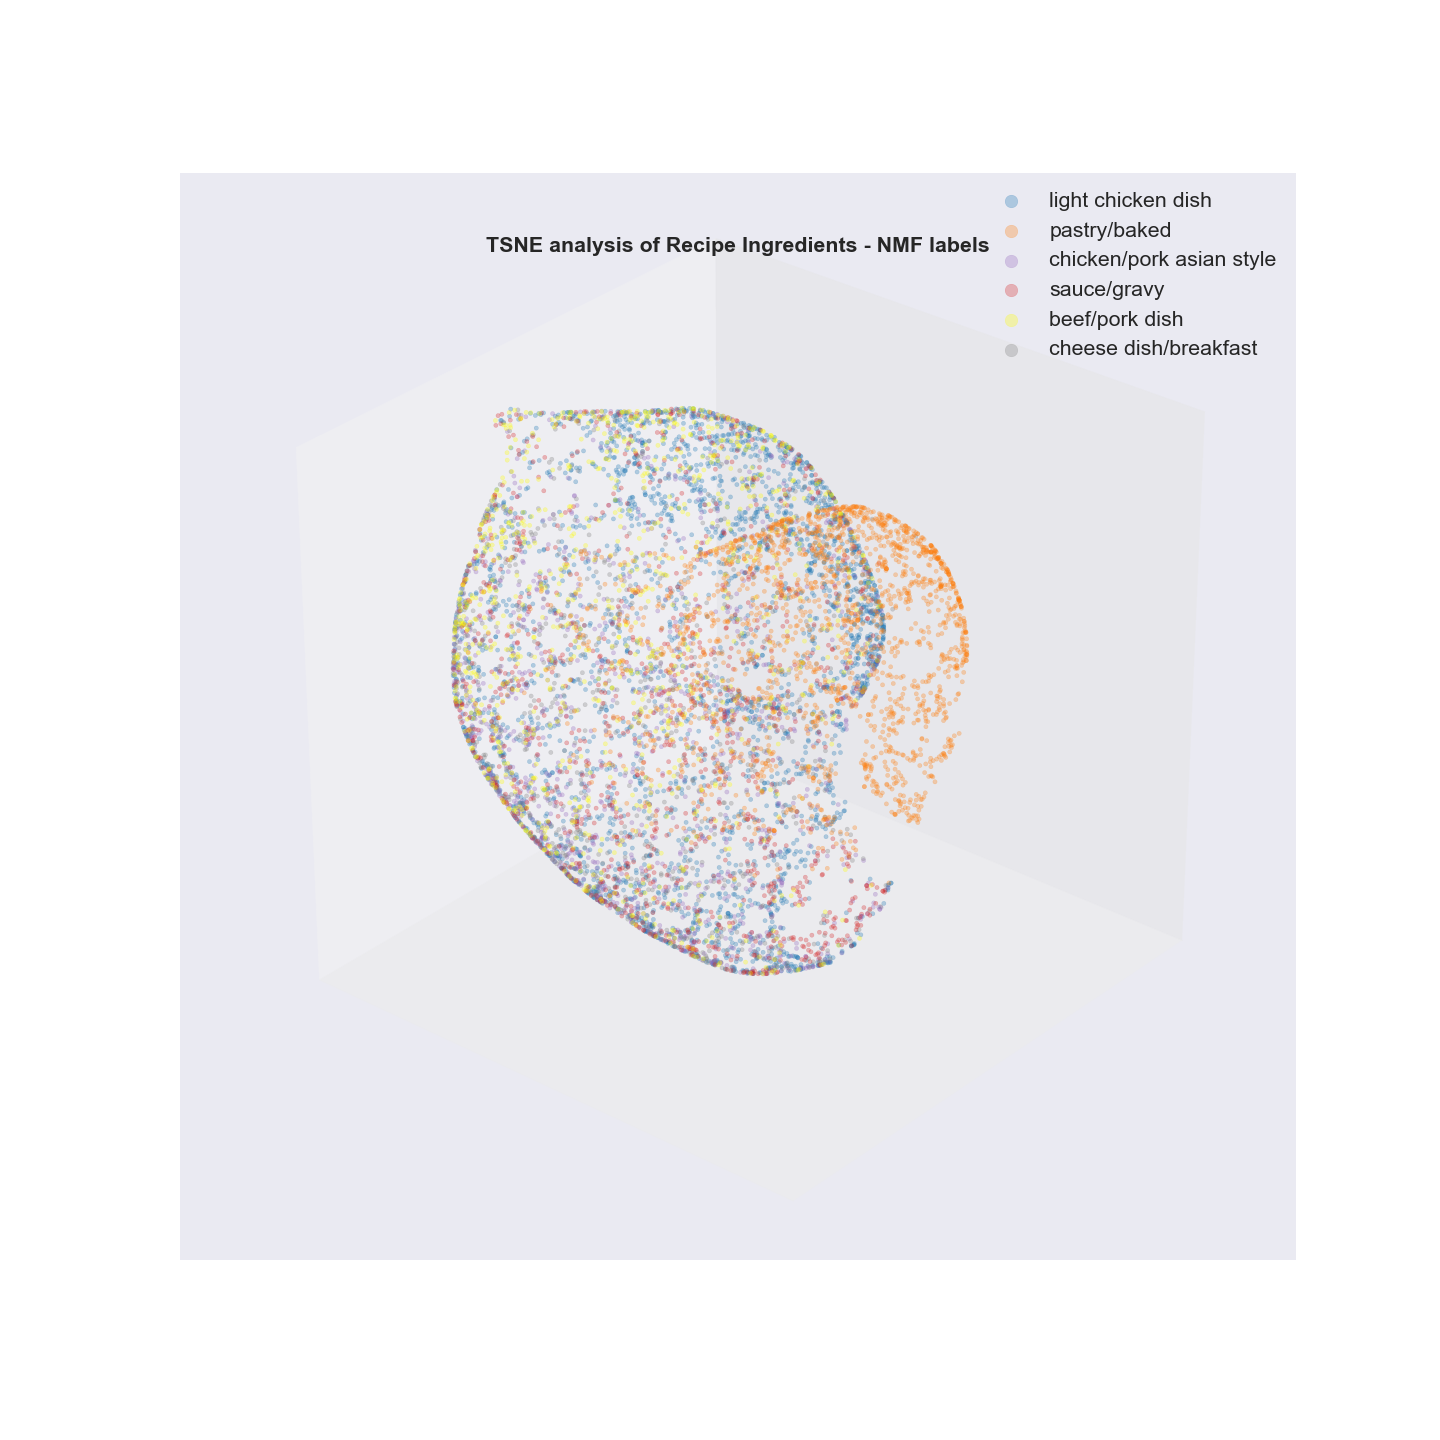 TSNE analysis of Recipe Ingredients - NMF labels
light chicken dish
pastry/baked
chicken/pork asian style
sauce/gravy
beef/pork dish
cheese dish/breakfast